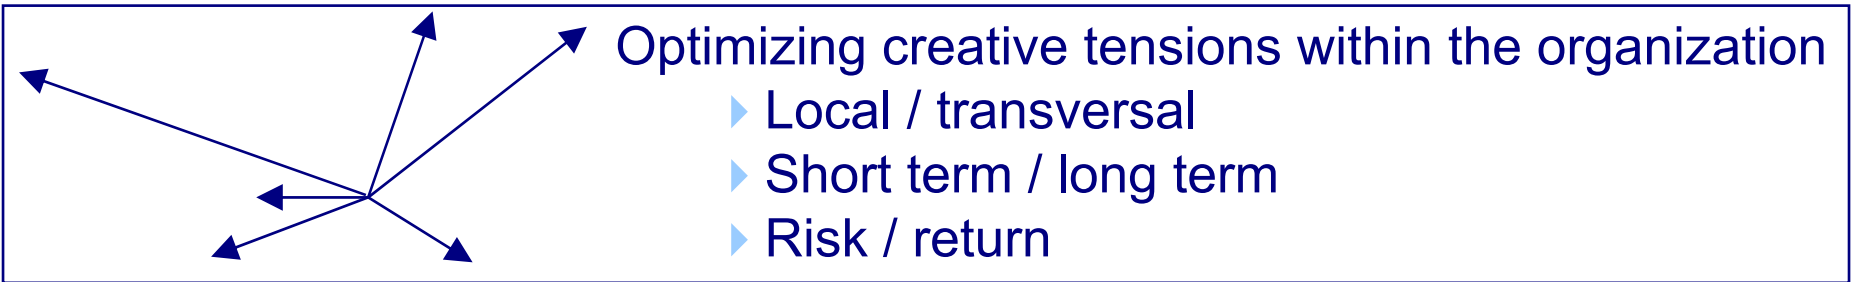 Optimizing creative tensions within the organization
Local / transversal
Short term / long term
Risk / return